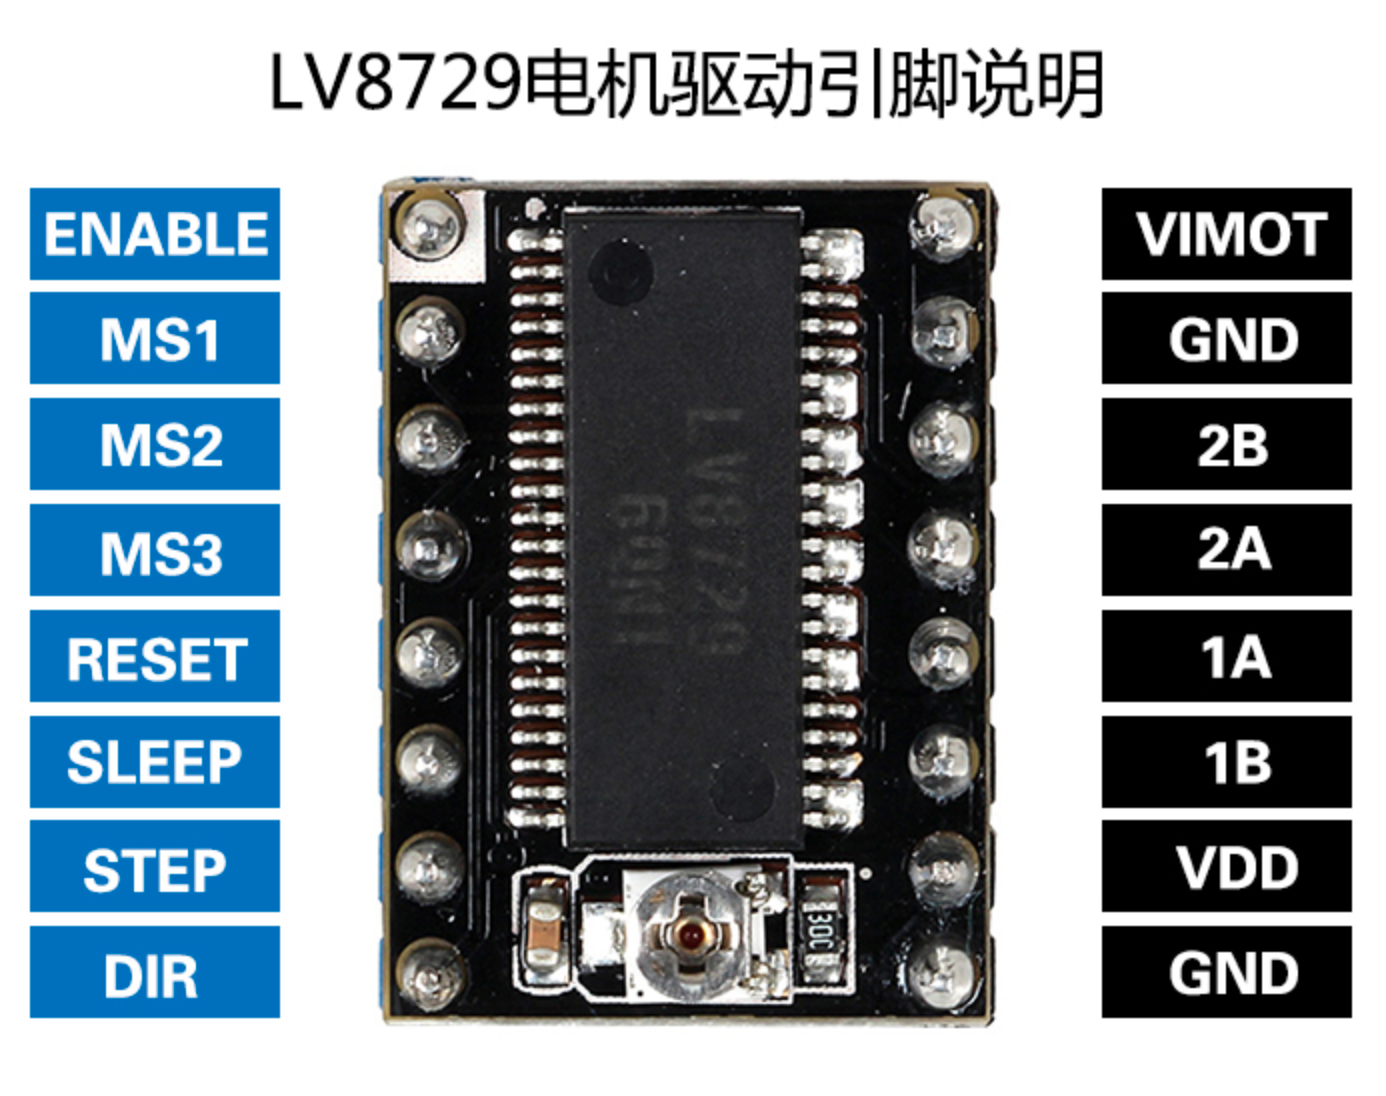 LV8729电机驱动引脚说明
ENABLE
VIMOT
MS1
GND
MS2
2B
MS3
2A
RESET
1A
SLEEP
1B
STEP
VDD
DIR
GND
LV8729
30C